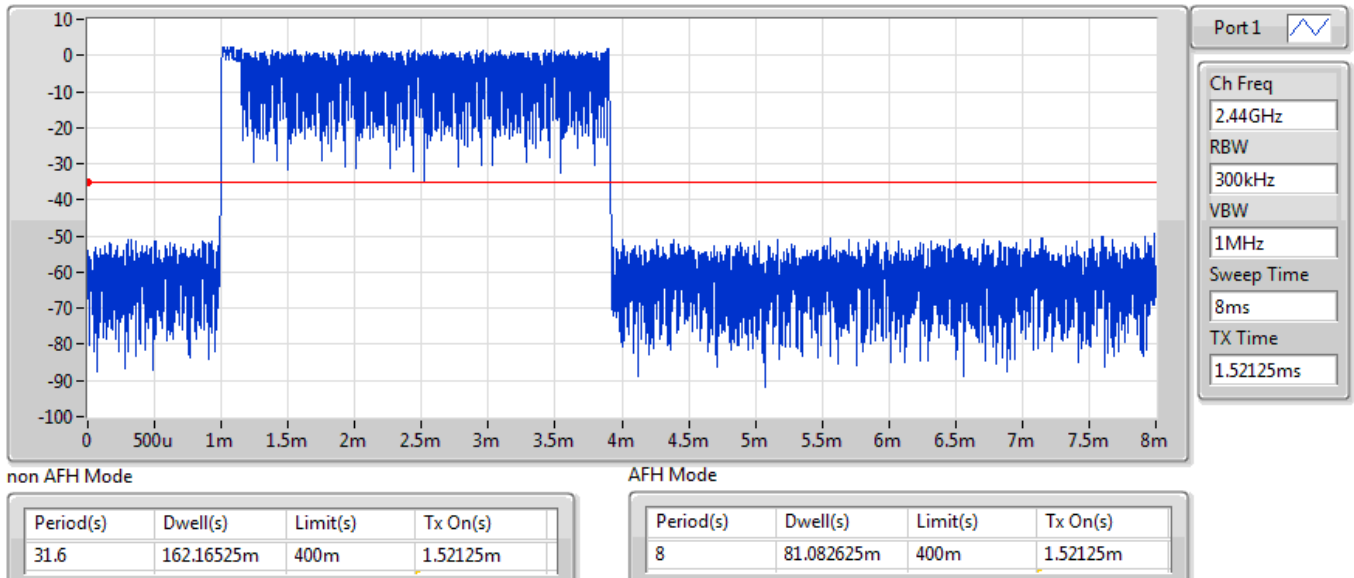 10
0
-10
-20
-30
-40
-50
-60
-70
-80
-90
-100
0 500u 1m 1.5m 2m 2.5m 3m 3.5m 4m 4.5m 5m 5.5m 6m 6.5m 7m 7.5m 8m
Port 1
Ch Freq
2.44GHz
RBW
300kHz
VBW
1MHz
Sweep Time
8ms
TX Time
1.52125ms
non AFH Mode
Period(s) Dwell(s) Limit(s) Tx On(s)
31.6 162.16525m 400m 1.52125m
AFH Mode
Period(s) Dwell(s) Limit(s) Tx On(s)
8 81.082625m 400m 1.52125m